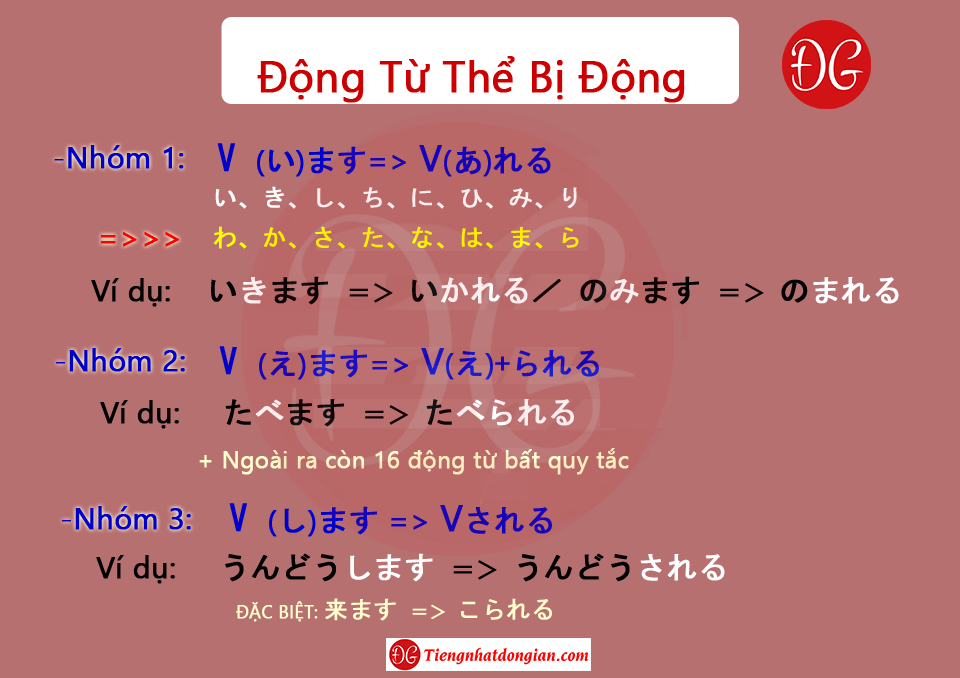 Động Từ Thể Bị Động
ĐG
-Nhóm 1: V (い)ます=> V(あ)れる
い、き、し、ち、に、ひ、み、り
=>>>> わ、か、さ、た、な、は、ま、ら
Ví dụ: いきます => いかれる／ のみます => のまれる
-Nhóm 2: V (え)ます=> V(え)+られる
Ví dụ: たべます => たべられる
+ Ngoài ra còn 16 động từ bất quy tắc
-Nhóm 3: V (し)ます => Vされる
Ví dụ: うんどうします => うんどうされる
ĐẶC BIỆT: 来ます => こられる
ĐG Tiengnhatdongian.com